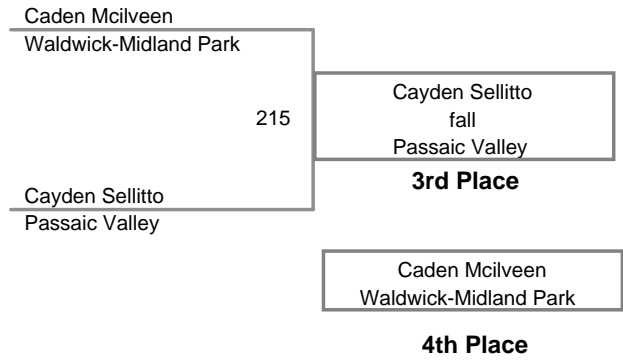 Caden Mcilveen
Waldwick-Midland Park
215
Cayden Sellitto
fall
Passaic Valley
3rd Place
Cayden Sellitto
Passaic Valley
Caden Mcilveen
Waldwick-Midland Park
4th Place